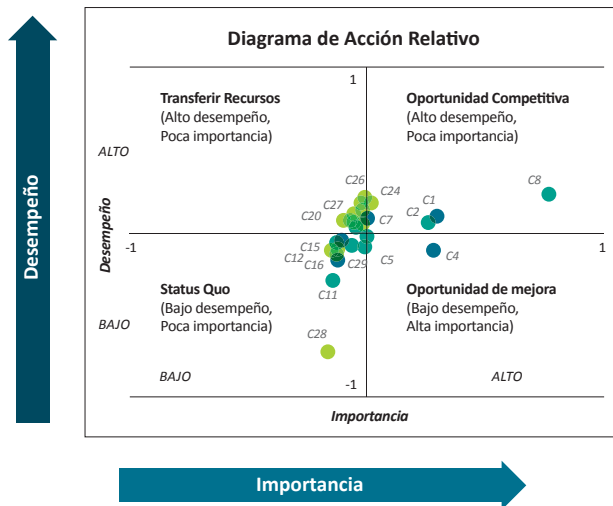 Diagrama de Acción Relativo
1
Transferir Recursos
(Alto desempeño,
Poca importancia)
Oportunidad Competitiva
(Alto desempeño,
Poca importancia)
ALTO
C26
C24
C8
C27
C1
C20
C2
C7
Desempeño
Desempeño
-1
1
C15
C12
C16
C29
C5
C4
C11
Status Quo
(Bajo desempeño,
Poca importancia)
Oportunidad de mejora
(Bajo desempeño,
Alta importancia)
BAJO
C28
BAJO
-1
ALTO
Importancia
Importancia